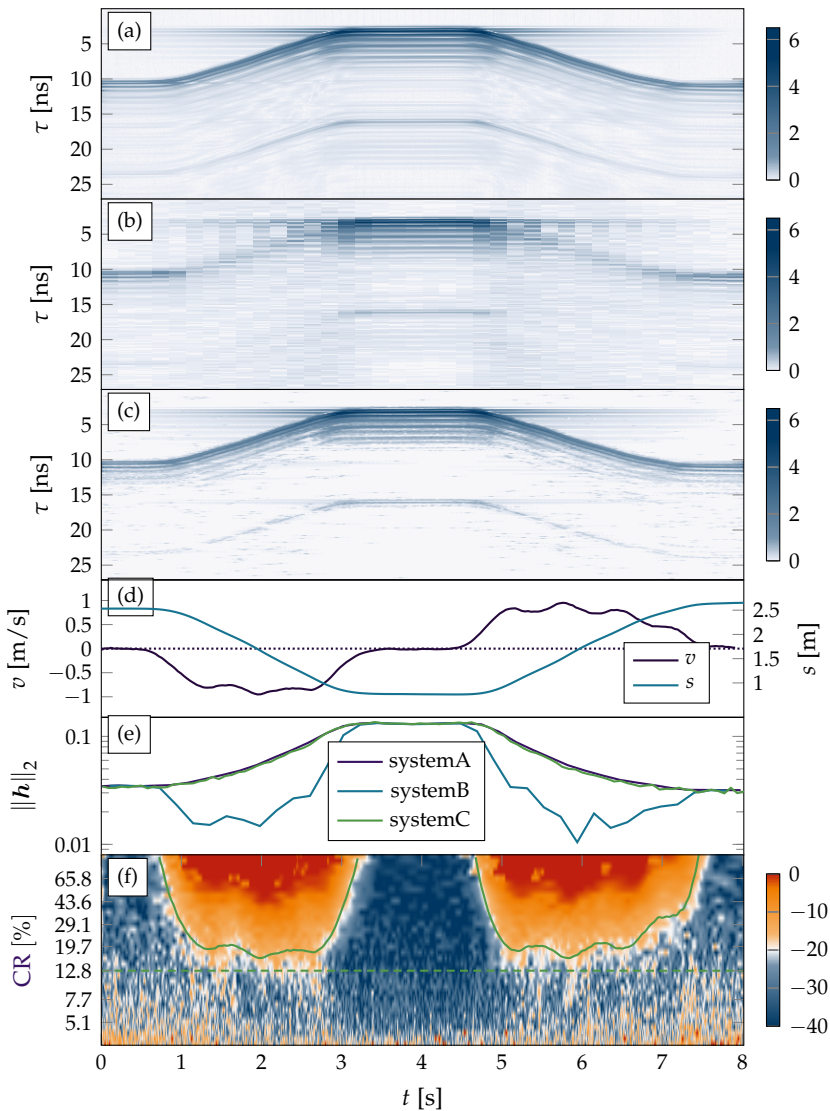 (a)
5
10
15
20
25
τ [ns]
6
4
2
0
(b)
5
10
15
20
25
τ [ns]
6
4
2
0
(c)
5
10
15
20
25
τ [ns]
6
4
2
0
(d)
1
0.5
0
−0.5
−1
v [m/s]
2.5
2
1.5
1
s [m]
v
s
(e)
0.1
0.01
||h||₂
systemA
systemB
systemC
(f)
65.8
43.6
29.1
19.7
12.8
7.7
5.1
CR [%]
0
−10
−20
−30
−40
0 1 2 3 4 5 6 7 8
t [s]